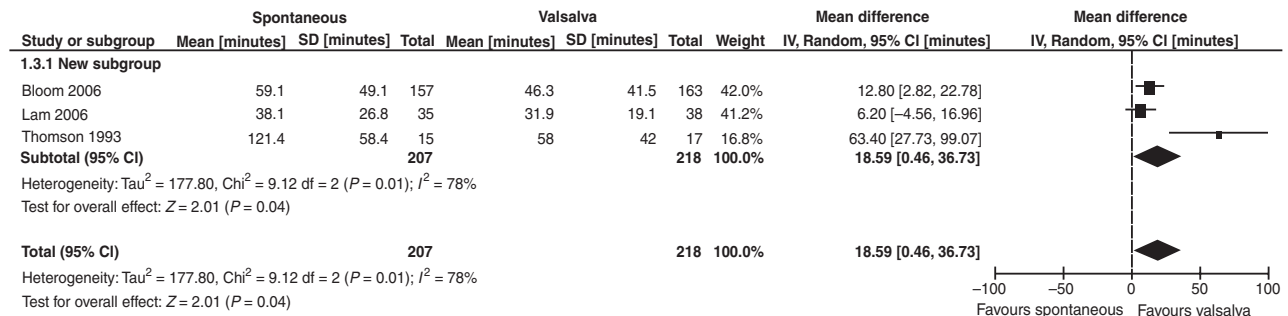 Spontaneous Valsalva Mean difference Mean difference
Study or subgroup Mean [minutes] SD [minutes] Total Mean [minutes] SD [minutes] Total Weight IV, Random, 95% CI [minutes] IV, Random, 95% CI [minutes]
1.3.1 New subgroup
Bloom 2006 59.1 49.1 157 46.3 41.5 163 42.0% 12.80 [2.82, 22.78]
Lam 2006 38.1 26.8 35 31.9 19.1 38 41.2% 6.20 [–4.56, 16.96]
Thomson 1993 121.4 58.4 15 58 42 17 16.8% 63.40 [27.73, 99.07]
Subtotal (95% CI) 207 218 100.0% 18.59 [0.46, 36.73]
Heterogeneity: Tau² = 177.80, Chi² = 9.12 df = 2 (P = 0.01); I² = 78%
Test for overall effect: Z = 2.01 (P = 0.04)
Total (95% CI) 207 218 100.0% 18.59 [0.46, 36.73]
Heterogeneity: Tau² = 177.80, Chi² = 9.12 df = 2 (P = 0.01); I² = 78%
Test for overall effect: Z = 2.01 (P = 0.04)
–100 –50 0 50 100
Favours spontaneous Favours valsalva